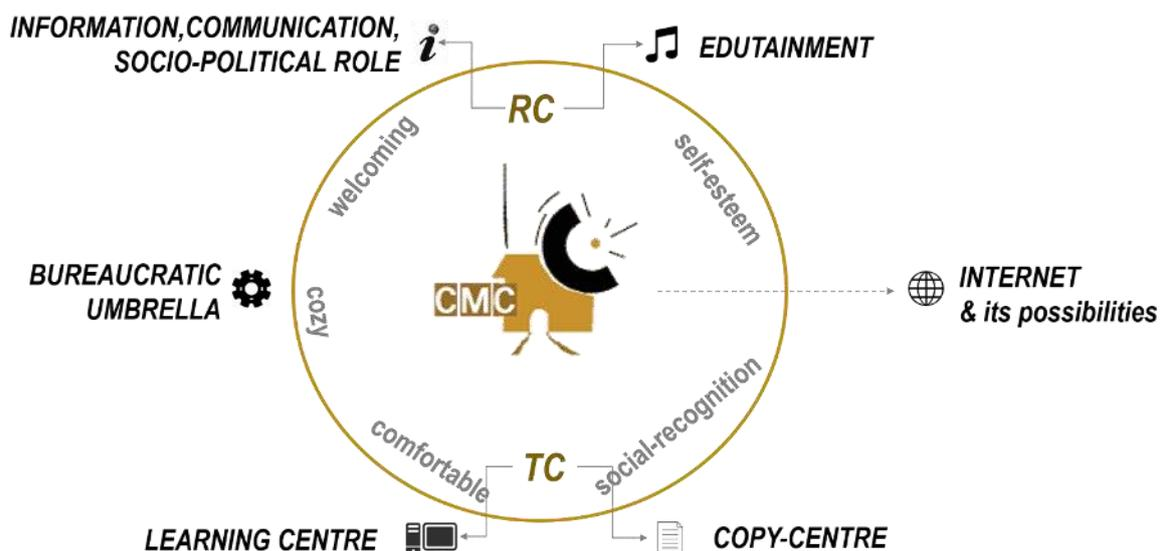 INFORMATION,COMMUNICATION,
SOCIO-POLITICAL ROLE
EDUTAINMENT
RC
welcoming
self-esteem
BUREAUCRATIC
UMBRELLA
cozy
CMC
INTERNET
& its possibilities
comfortable
social-recognition
TC
LEARNING CENTRE
COPY-CENTRE